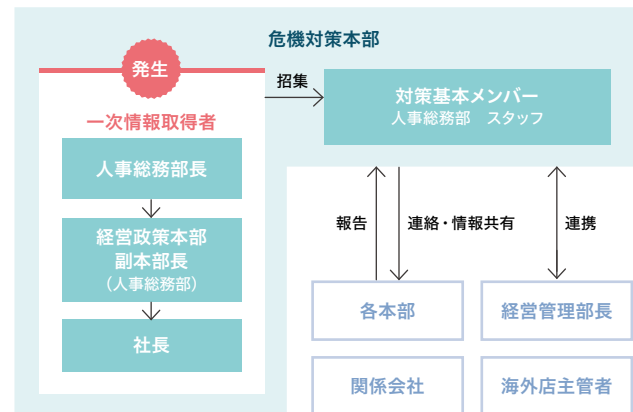 危機対策本部
発生
一次情報取得者
人事総務部長
経営政策本部
副本部長
（人事総務部）
社長
招集
対策基本メンバー
人事総務部　スタッフ
報告
連絡・情報共有
連携
各本部
経営管理部長
関係会社
海外店主管者